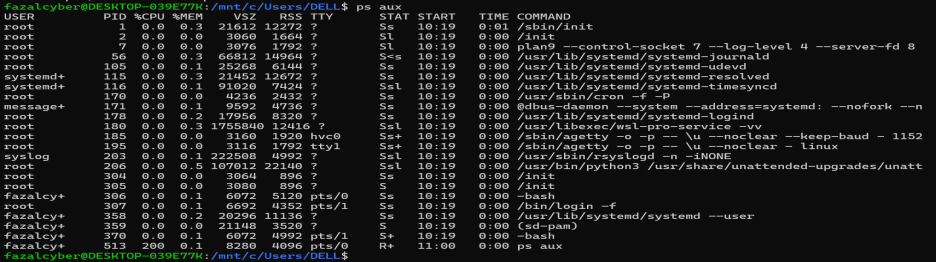 fazalcyber@DESKTOP-039E77K:/mnt/c/Users/DELL$ ps aux
USER PID %CPU %MEM VSZ RSS TTY STAT START TIME COMMAND
root 1 0.0 0.3 21612 12272 ? Ss 10:19 0:01 /sbin/init
root 2 0.0 0.0 3060 1664 ? Sl 10:19 0:00 /init
root 7 0.0 0.0 3076 1792 ? Sl 10:19 0:00 plan9 --control-socket 7 --log-level 4 --server-fd 8
root 56 0.0 0.3 66812 14964 ? S<s 10:19 0:00 /usr/lib/systemd/systemd-journald
root 105 0.0 0.1 25268 6144 ? Ss 10:19 0:00 /usr/lib/systemd/systemd-udevd
systemd+ 115 0.0 0.3 21452 12672 ? Ss 10:19 0:00 /usr/lib/systemd/systemd-resolved
systemd+ 116 0.0 0.1 91020 7424 ? Ssl 10:19 0:00 /usr/lib/systemd/systemd-timesyncd
root 170 0.0 0.0 4236 2432 ? Ss 10:19 0:00 /usr/sbin/cron -f -P
message+ 171 0.0 0.1 9592 4736 ? Ss 10:19 0:00 @dbus-daemon --system --address=systemd: --nofork --n
root 178 0.0 0.2 17956 8320 ? Ss 10:19 0:00 /usr/lib/systemd/systemd-logind
root 180 0.0 0.3 1755840 12416 ? Ssl 10:19 0:00 /usr/libexec/wsl-pro-service -vv
root 185 0.0 0.0 3160 1920 hvc0 Ss+ 10:19 0:00 /sbin/agetty -o -p -- \u --noclear --keep-baud - 1152
root 195 0.0 0.0 3116 1792 tty1 Ss+ 10:19 0:00 /sbin/agetty -o -p -- \u --noclear - linux
syslog 203 0.0 0.1 222508 4992 ? Ssl 10:19 0:00 /usr/sbin/rsyslogd -n -iNONE
root 206 0.0 0.5 107012 22140 ? Ssl 10:19 0:00 /usr/bin/python3 /usr/share/unattended-upgrades/unatt
root 304 0.0 0.0 3064 896 ? Ss 10:19 0:00 /init
root 305 0.0 0.0 3080 896 ? S 10:19 0:00 /init
fazalcy+ 306 0.0 0.1 6072 5120 pts/0 Ss 10:19 0:00 -bash
root 307 0.0 0.1 6692 4352 pts/1 Ss 10:19 0:00 /bin/login -f
fazalcy+ 358 0.0 0.2 20296 11136 ? Ss 10:19 0:00 /usr/lib/systemd/systemd --user
fazalcy+ 359 0.0 0.0 21148 3520 ? S 10:19 0:00 (sd-pam)
fazalcy+ 370 0.0 0.1 6072 4992 pts/1 S+ 10:19 0:00 -bash
fazalcy+ 513 200 0.1 8280 4096 pts/0 R+ 11:00 0:00 ps aux
fazalcyber@DESKTOP-039E77K:/mnt/c/Users/DELL$